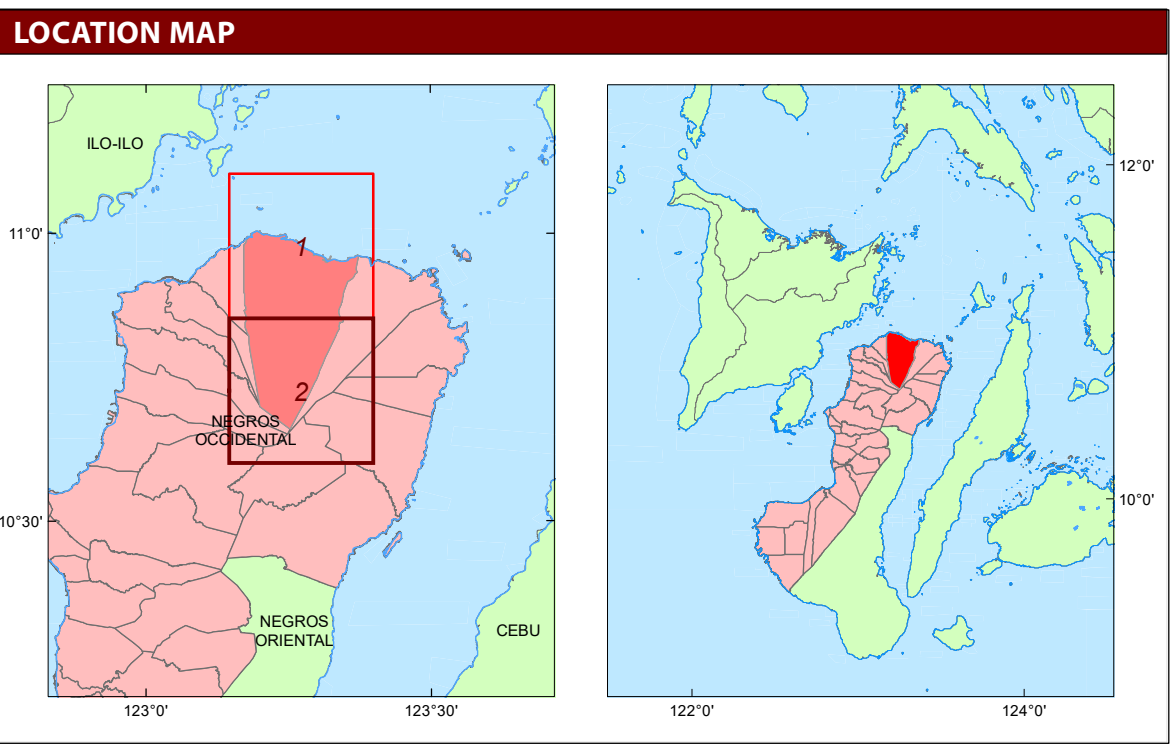 LOCATION MAP
ILO-ILO
11°0'
1
2
NEGROS
OCCIDENTAL
10°30'
NEGROS
ORIENTAL
CEBU
123°0'
123°30'
12°0'
10°0'
122°0'
124°0'